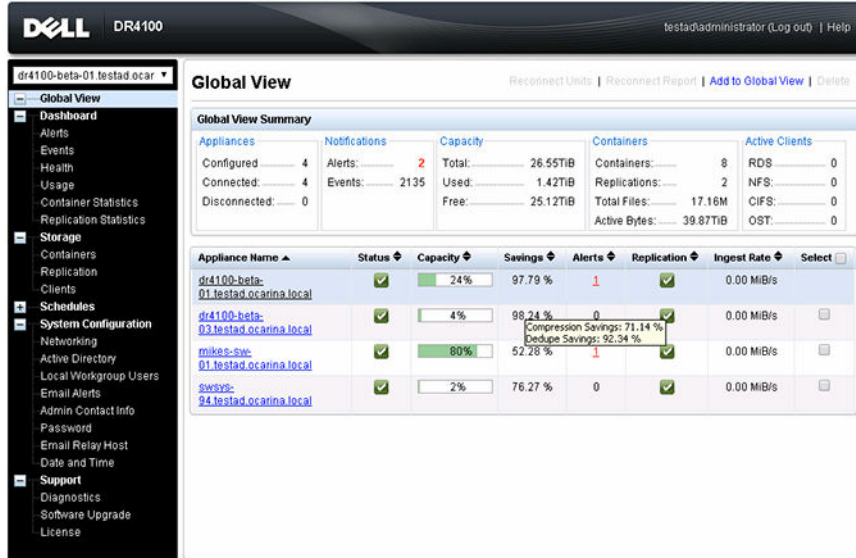 DELL DR4100
testad\administrator (Log out) | Help
dr4100-beta-01.testad.ocar
Global View
Dashboard
Alerts
Events
Health
Usage
Container Statistics
Replication Statistics
Storage
Containers
Replication
Clients
Schedules
System Configuration
Networking
Active Directory
Local Workgroup Users
Email Alerts
Admin Contact Info
Password
Email Relay Host
Date and Time
Support
Diagnostics
Software Upgrade
License
Global View
Reconnect Units | Reconnect Report | Add to Global View | Delete
Global View Summary
Appliances
Configured 4
Connected: 4
Disconnected: 0
Notifications
Alerts: 2
Events: 2135
Capacity
Total: 26.55TiB
Used: 1.42TiB
Free: 25.12TiB
Containers
Containers: 8
Replications: 2
Total Files: 17.16M
Active Bytes: 39.87TiB
Active Clients
RDS 0
NFS: 0
CIFS: 0
OST: 0
Appliance Name Status Capacity Savings Alerts Replication Ingest Rate Select
dr4100-beta-
01.testad.ocarina.local 24% 97.79 % 1 0.00 MiB/s
dr4100-beta-
03.testad.ocarina.local 4% 98.24 % 0 0.00 MiB/s
Compression Savings: 71.14 %
Dedupe Savings: 92.34 %
mikes-sw-
01.testad.ocarina.local 80% 52.28 % 1 0.00 MiB/s
swsys-
94.testad.ocarina.local 2% 76.27 % 0 0.00 MiB/s